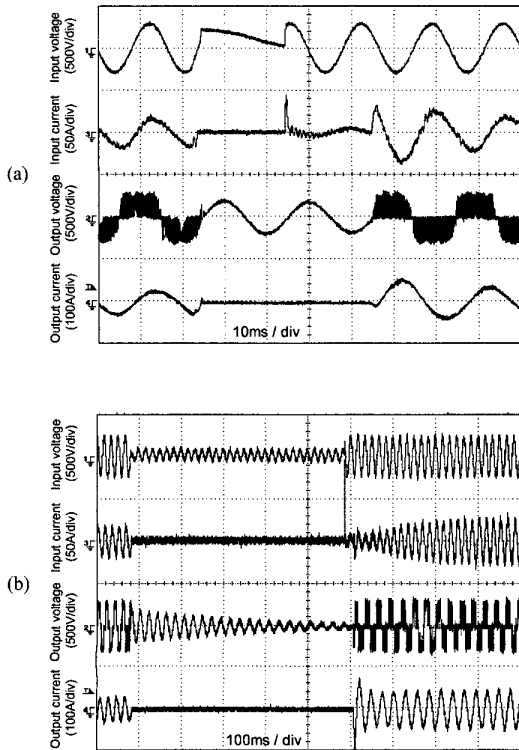 Input voltage
(500V/div)
Input current
(50A/div)
(a)
Output voltage
(500V/div)
Output current
(100A/div)
10ms / div
Input voltage
(500V/div)
Input current
(50A/div)
(b)
Output voltage
(500V/div)
Output current
(100A/div)
100ms / div